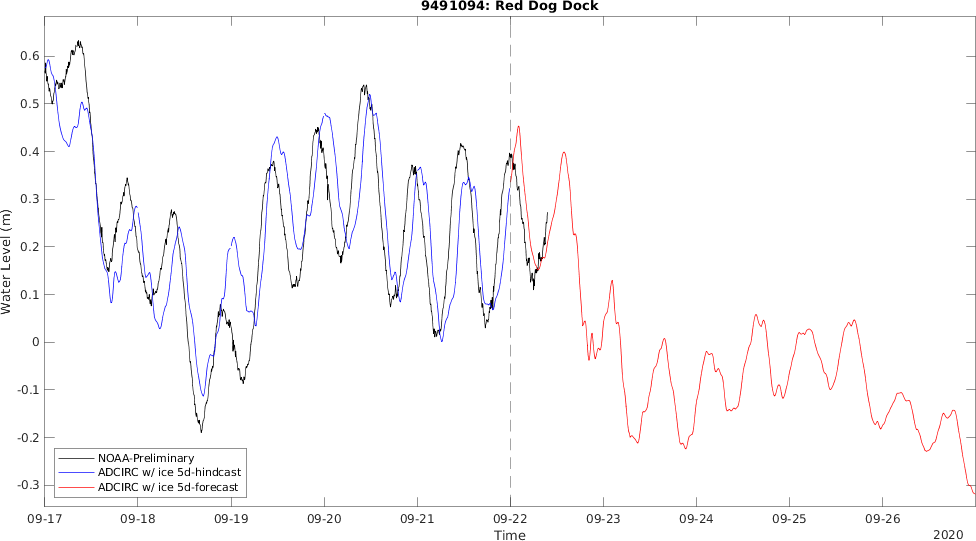 9491094: Red Dog Dock
Water Level (m)
0.6
0.5
0.4
0.3
0.2
0.1
0
-0.1
-0.2
-0.3
NOAA-Preliminary
ADCIRC w/ ice 5d-hindcast
ADCIRC w/ ice 5d-forecast
09-17 09-18 09-19 09-20 09-21 09-22 09-23 09-24 09-25 09-26
Time
2020